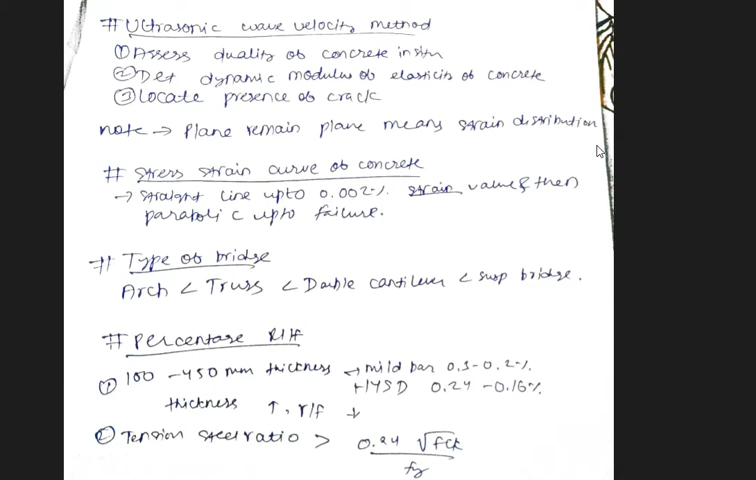 # Ultrasonic wave velocity method
① Assess quality of concrete insitu
② Det dynamic modulus of elasticity of concrete
③ Locate presence of crack
note → Plane remain plane means strain distribution
# Stress strain curve of concrete
→ straight line upto 0.002%. strain value & then
parabolic upto failure.
# Type of bridge
Arch < Truss < Double cantilever < susp bridge.
# Percentage R/f
① 100 - 450 mm thickness → mild bar 0.3 - 0.2%.
HYSD 0.24 - 0.16%.
thickness ↑, r/f ↓
② Tension steel ratio > 0.24 √fck / fy